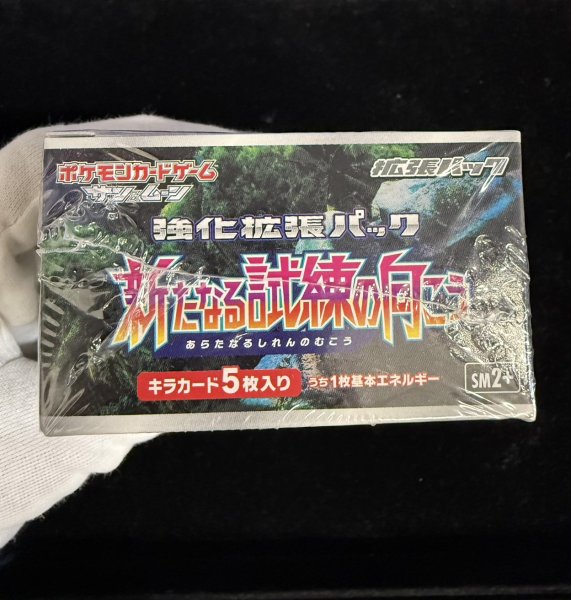 ポケモンカードゲーム
サン&ムーン
拡張パック
強化拡張パック
新たなる試練の向こう
あらたなるしれんのむこう
キラカード5枚入り
うち1枚基本エネルギー
SM2+